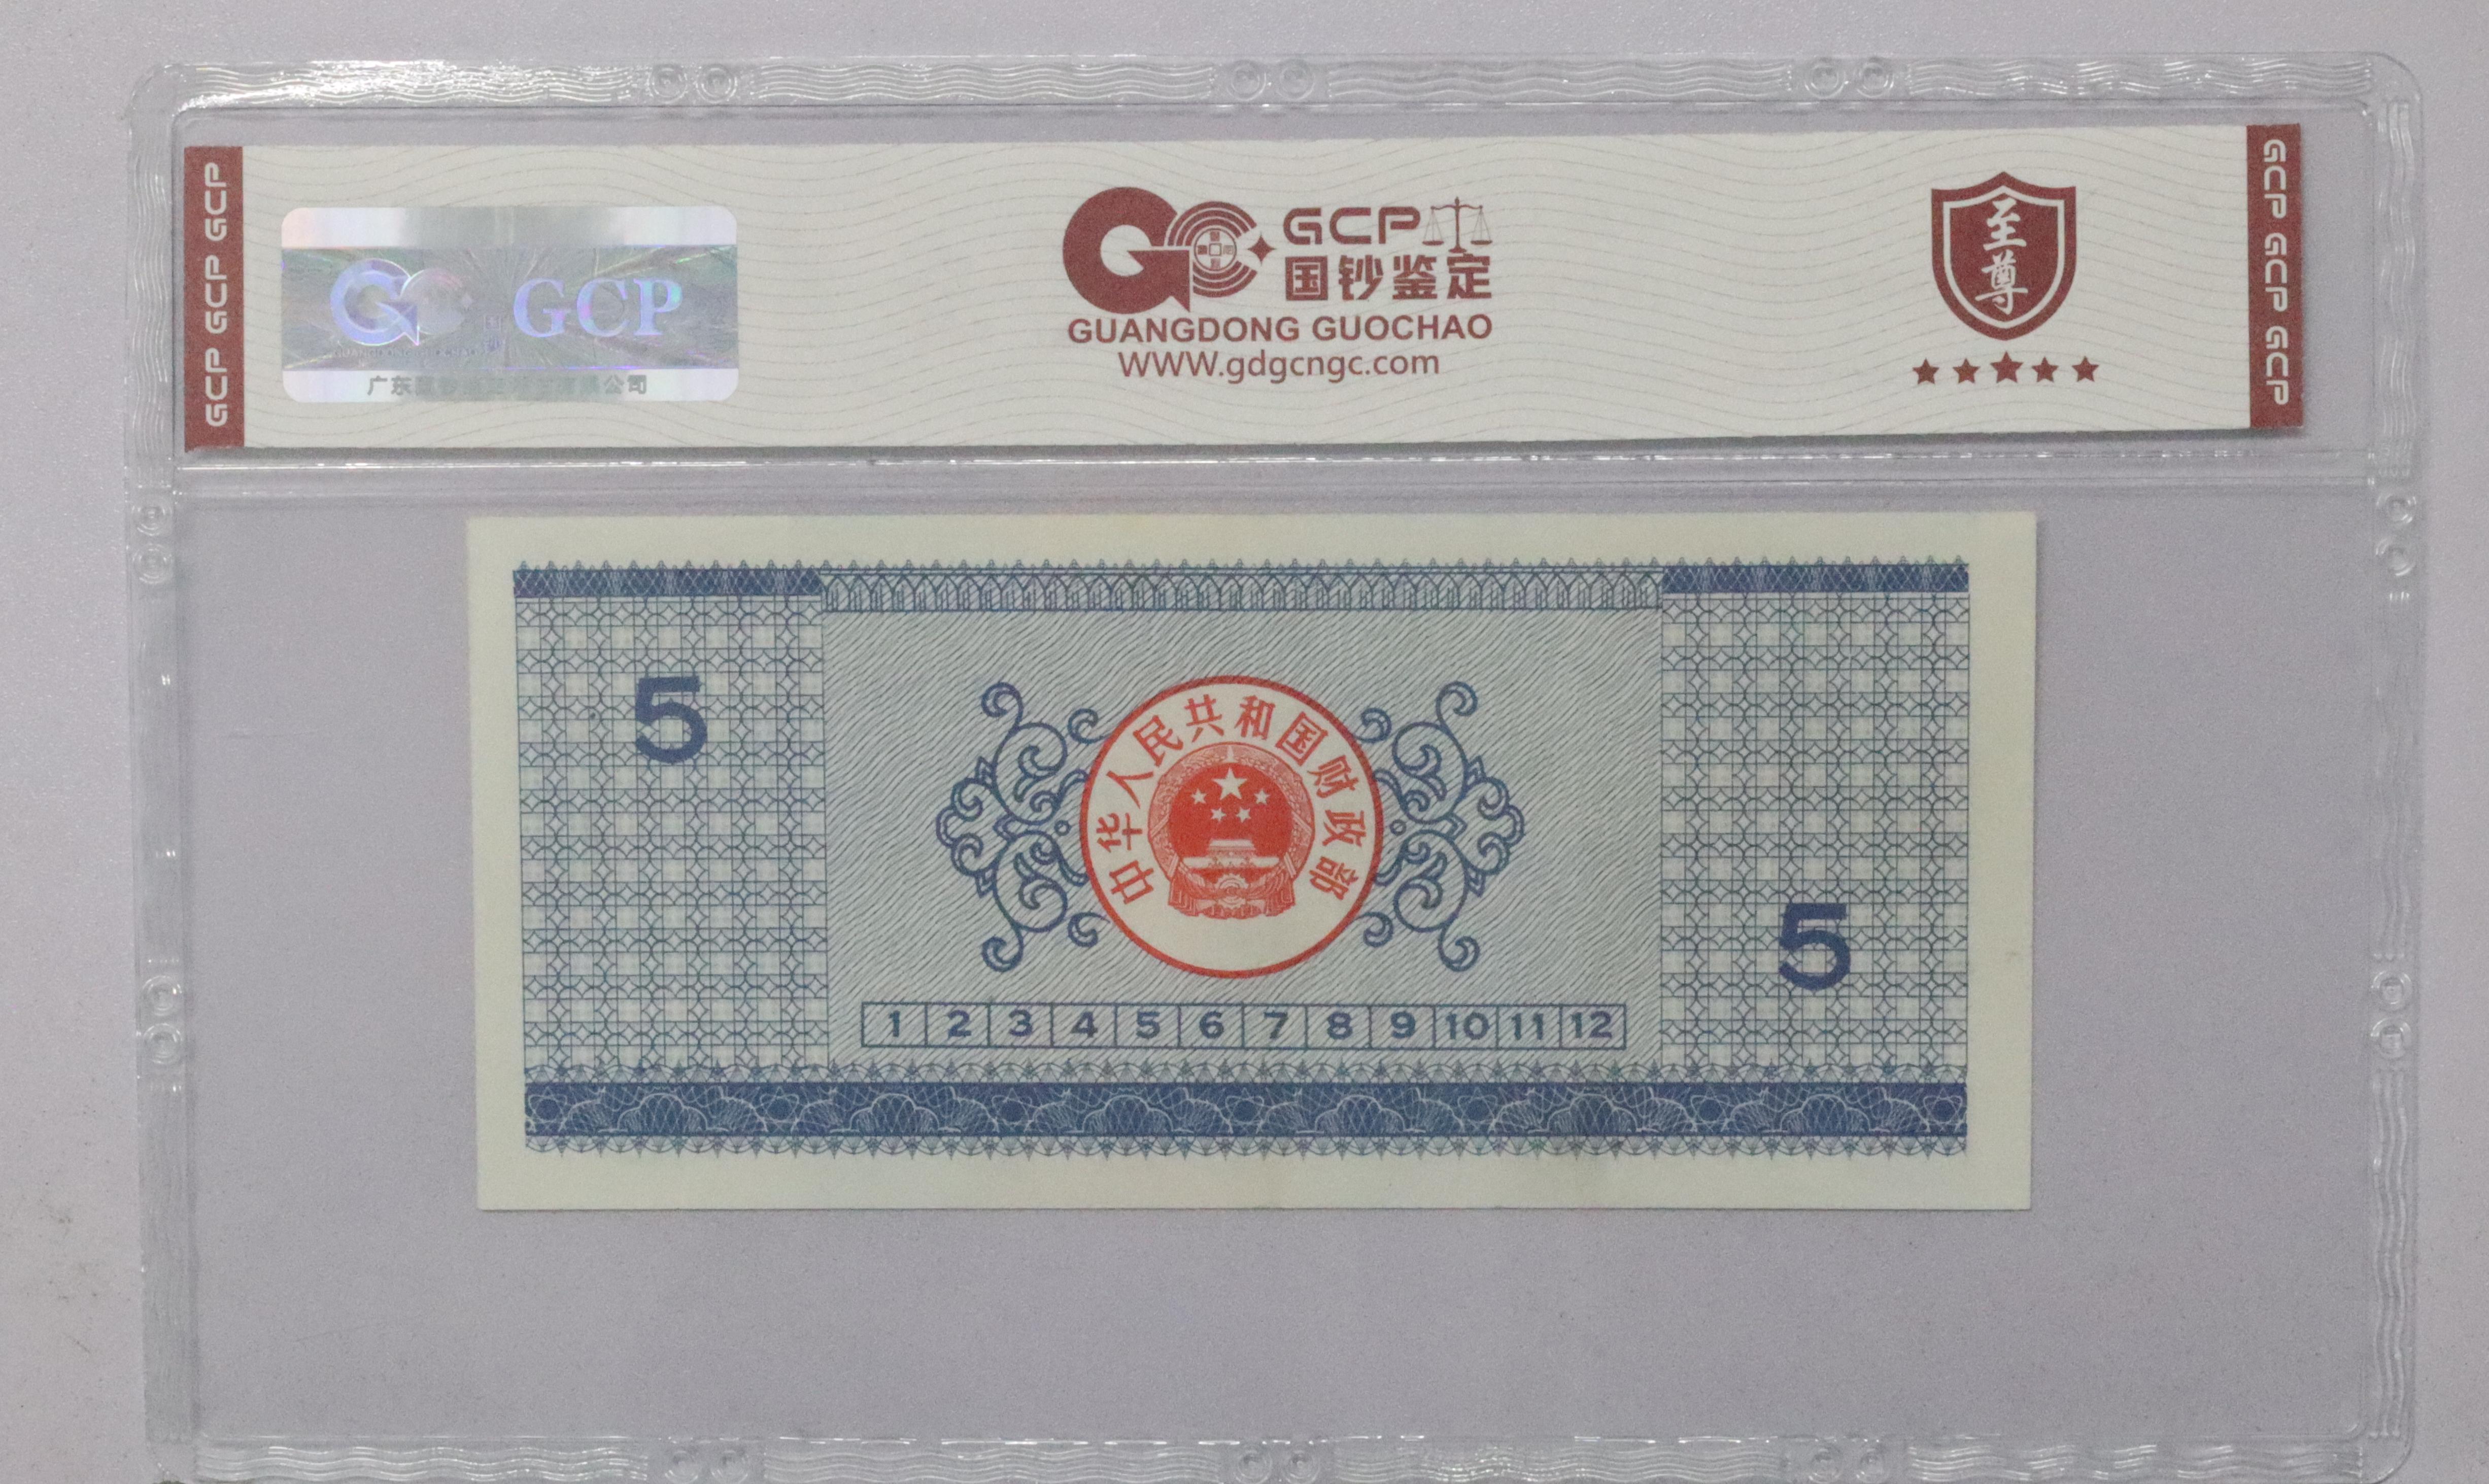 GCP GCP GCP
GCP
GCP
国钞鉴定
GUANGDONG GUOCHAO
WWW.gdgcngc.com
至尊
GCP GCP GCP
5
中华人民共和国财政部
5
1 2 3 4 5 6 7 8 9 10 11 12